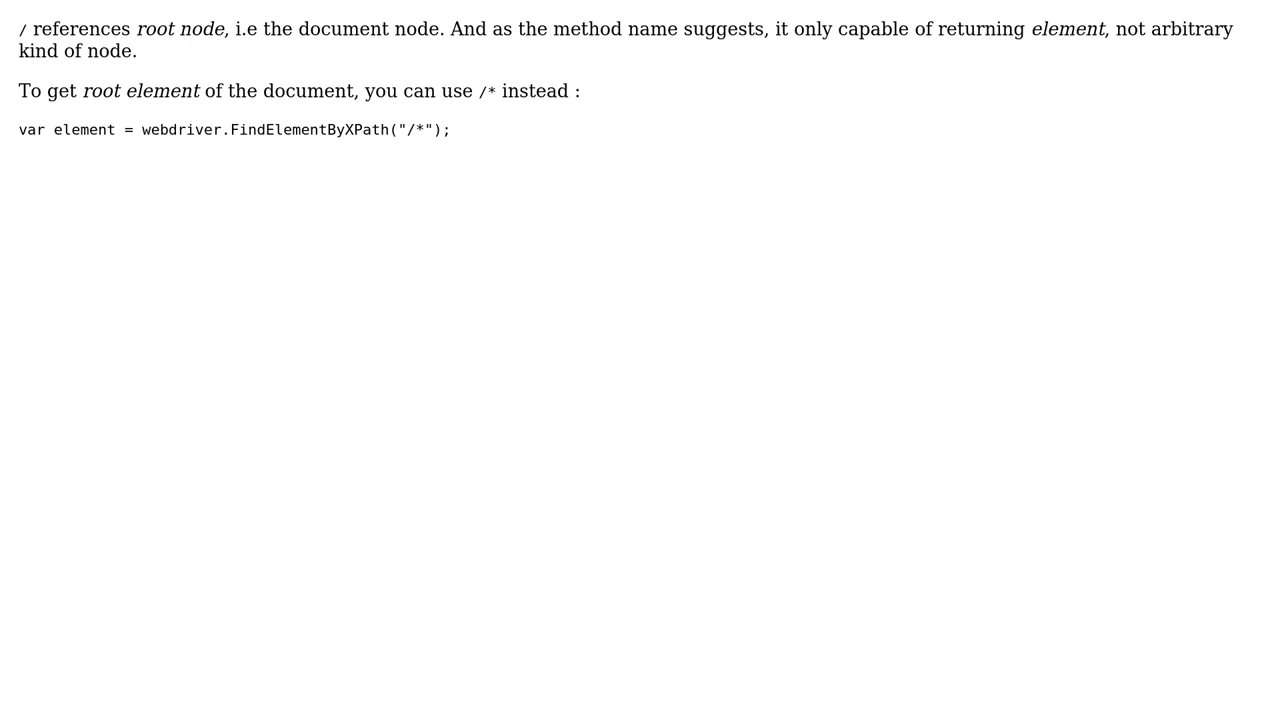 / references root node, i.e the document node. And as the method name suggests, it only capable of returning element, not arbitrary
kind of node.
To get root element of the document, you can use /* instead :
var element = webdriver.FindElementByXPath("/*");